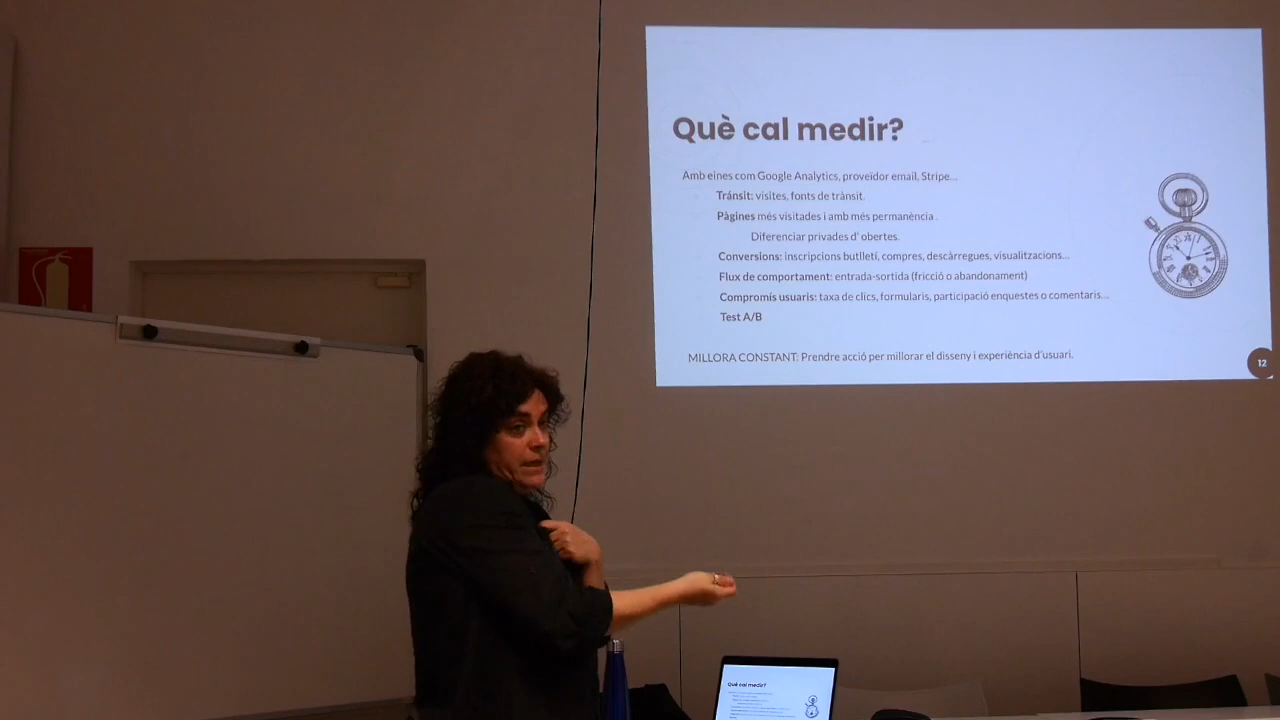 Què cal medir?
Amb eines com Google Analytics, proveïdor email, Stripe...
Tránsit: visites, fonts de trànsit.
Pàgines més visitades i amb més permanència.
Diferenciar privades d' obertes.
Conversions: inscripcions butlletí, compres, descàrregues, visualitzacions...
Flux de comportament: entrada-sortida (fricció o abandonament)
Compromís usuaris: taxa de clics, formularis, participació enquestes o comentaris...
Test A/B
MILLORA CONSTANT: Prendre acció per millorar el disseny i experiència d'usuari.
12
Què cal medir?